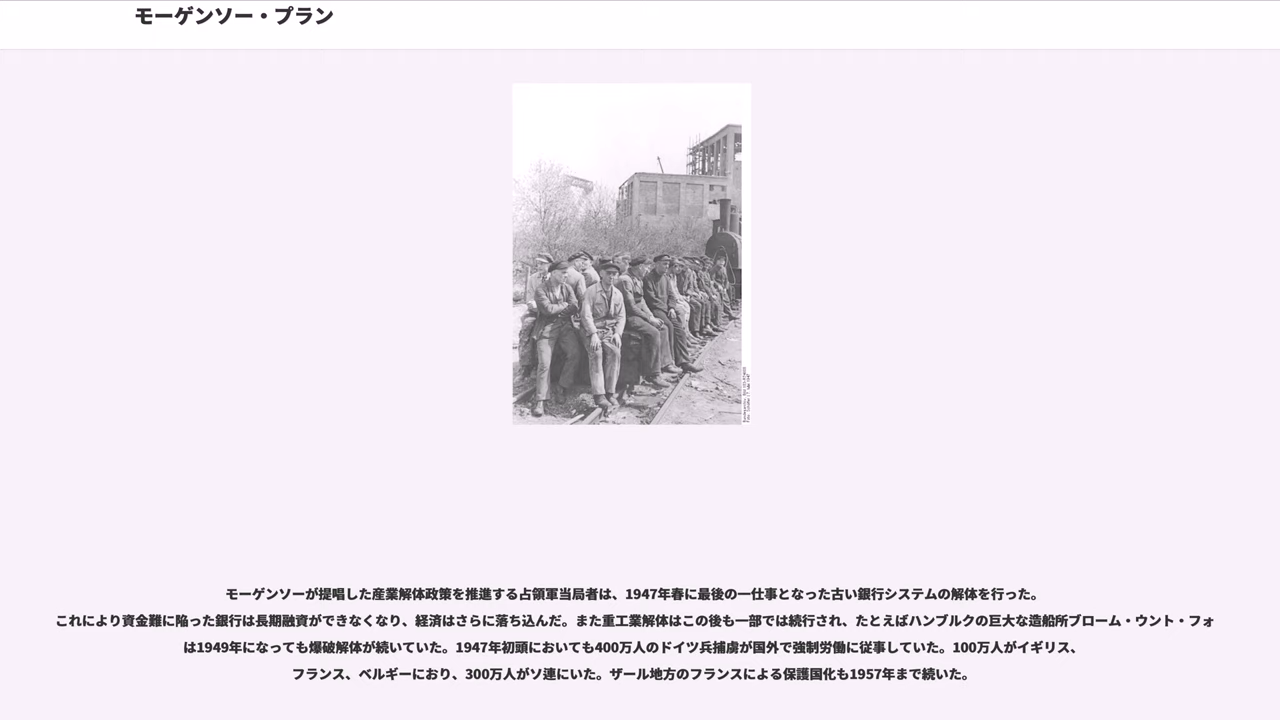 モーゲンソー・プラン
モーゲンソーが提唱した産業解体政策を推進する占領軍当局者は、1947年春に最後の一仕事となった古い銀行システムの解体を行った。
これにより資金難に陥った銀行は長期融資ができなくなり、経済はさらに落ち込んだ。また重工業解体はこの後も一部では続行され、たとえばハンブルクの巨大な造船所ブローム・ウント・フォ
は1949年になっても爆破解体が続いていた。1947年初頭においても400万人のドイツ兵捕虜が国外で強制労働に従事していた。100万人がイギリス、
フランス、ベルギーにおり、300万人がソ連にいた。ザール地方のフランスによる保護国化も1957年まで続いた。